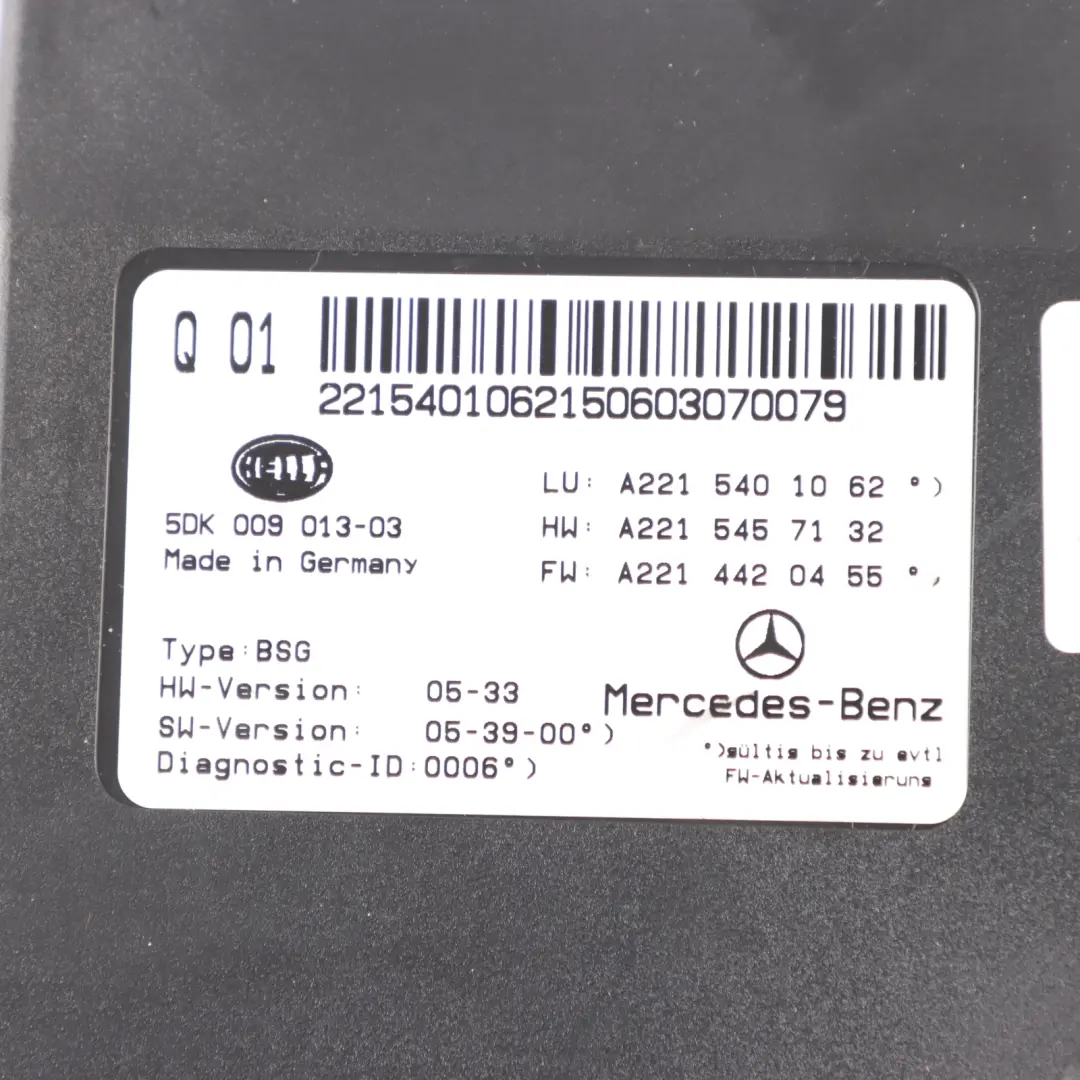 Q 01
2215401062150603070079
HELLA
5DK 009 013-03
Made in Germany
LU: A221 540 10 62 °)
HW: A221 545 71 32
FW: A221 442 04 55 °,
Type:BSG
HW-Version: 05-33
SW-Version: 05-39-00°)
Diagnostic-ID:0006°)
Mercedes-Benz
°)gültig bis zu evtl
FW-Aktualisierung